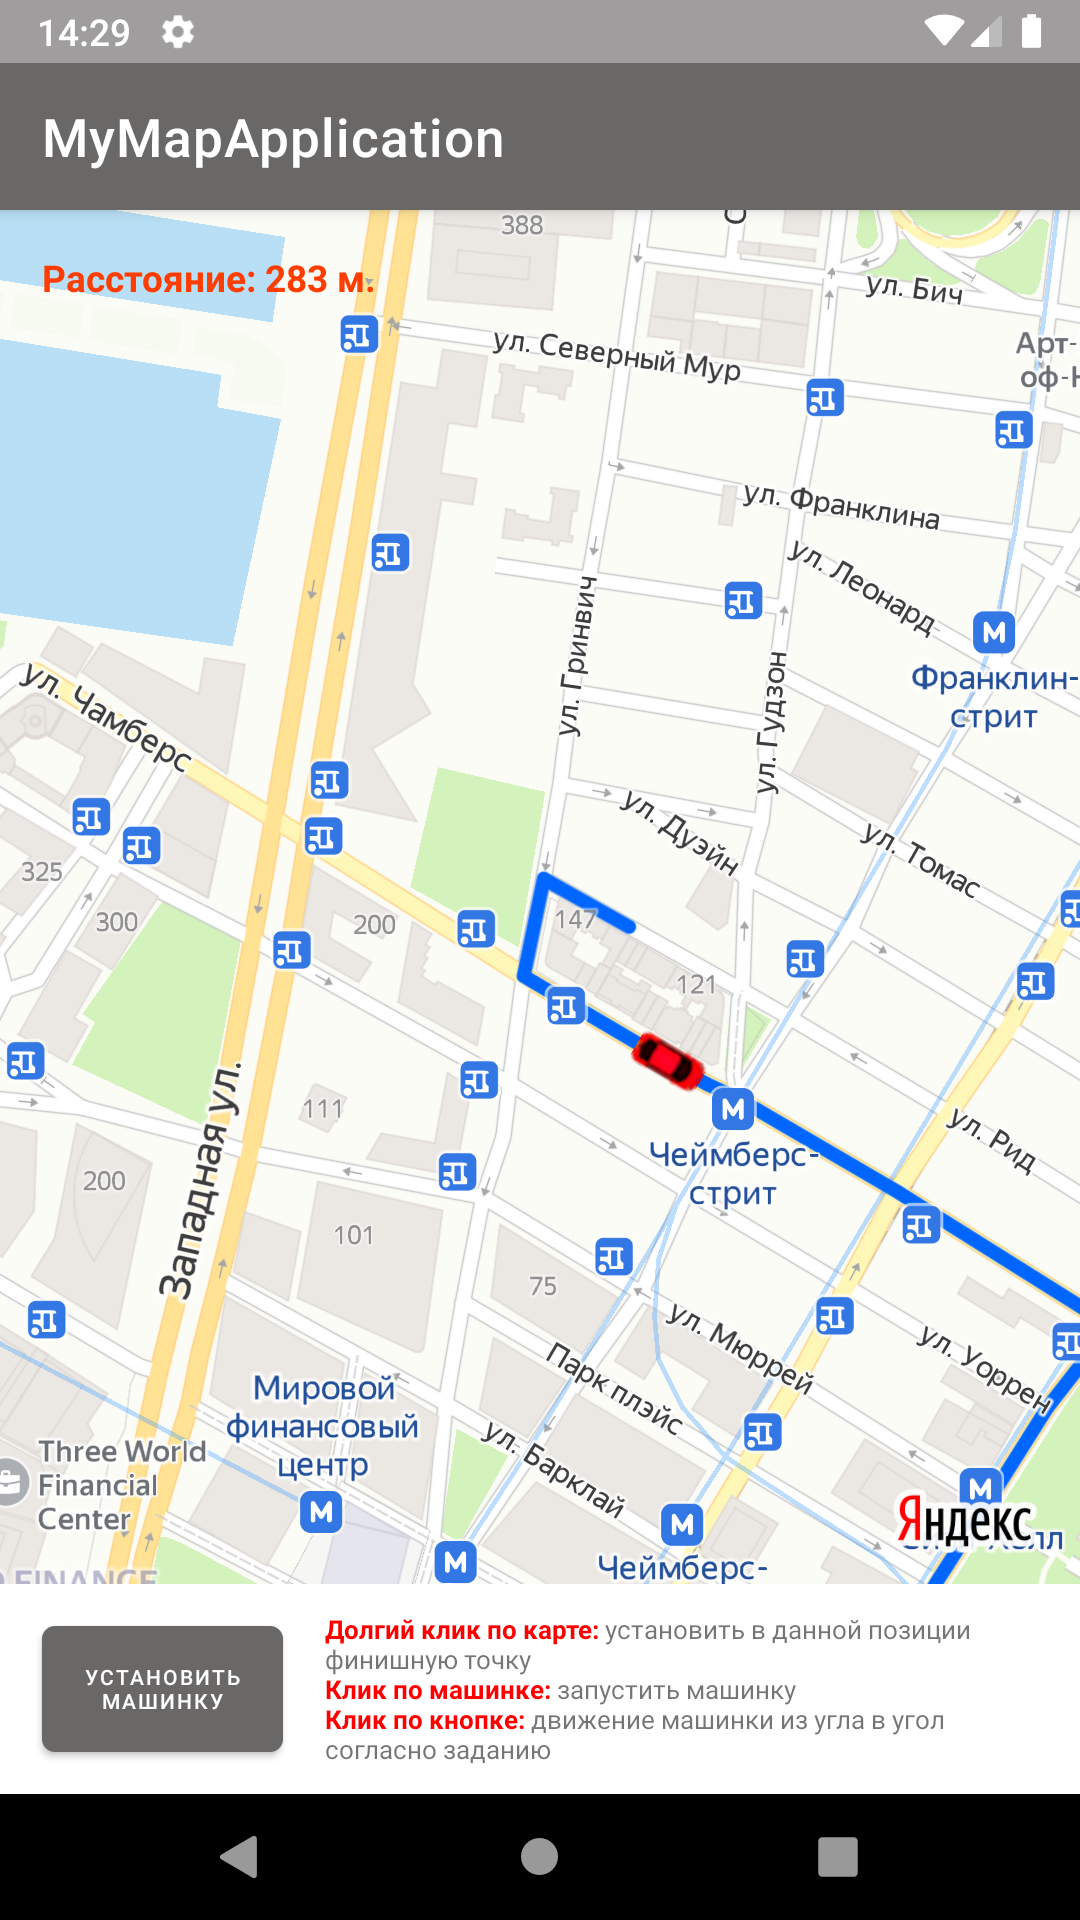 14:29
MyMapApplication
388
Расстояние: 283 м.
ул. Бич
ул. Северный Мур
Арт-
оф-Н
ул. Франклина
ул. Леонард
ул. Гринвич
ул. Гудзон
Франклин-
стрит
ул. Чамберс
ул. Дуэйн
ул. Томас
325
300
200
147
121
111
Западная ул.
ул. Рид
Чеймберс-
стрит
200
101
75
ул. Мюррей
ул. Уоррен
Парк плэйс
Мировой
финансовый
центр
ул. Барклай
Three World
Financial
Center
Яндекс
Чеймберс-
FINANCE
УСТАНОВИТЬ
МАШИНКУ
Долгий клик по карте: установить в данной позиции
финишную точку
Клик по машинке: запустить машинку
Клик по кнопке: движение машинки из угла в угол
согласно заданию